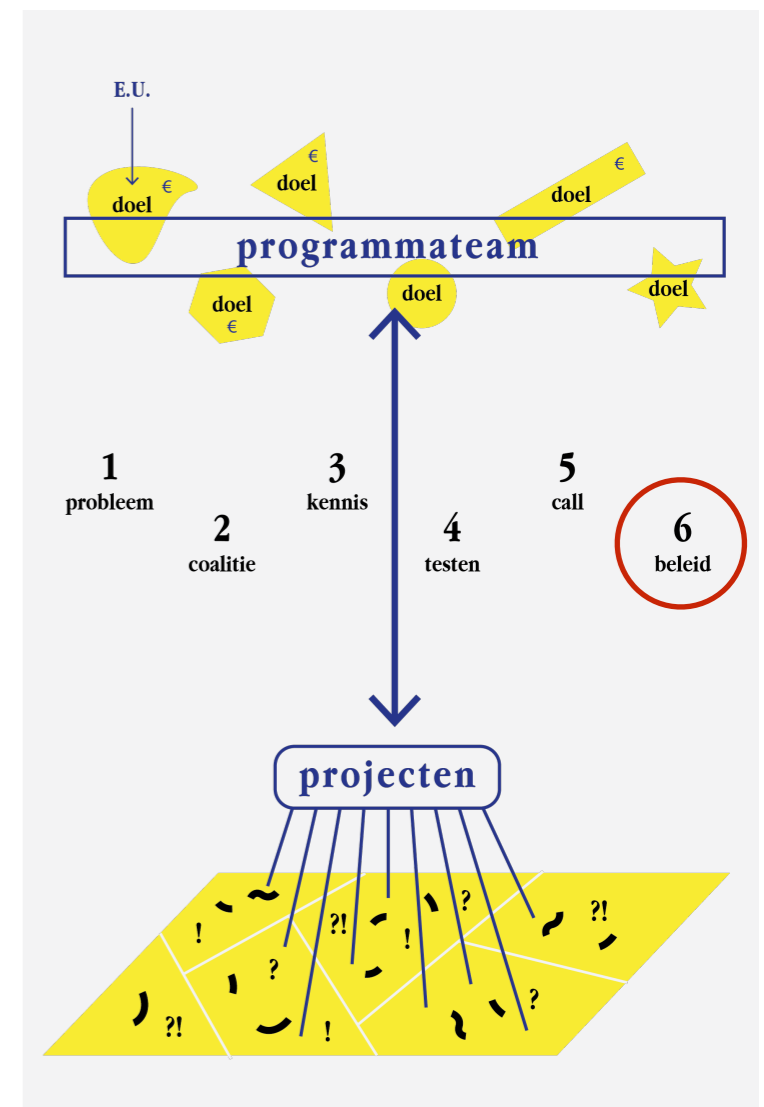 E.U.
doel €
doel €
doel €
programmateam
doel
€
doel
doel
1
probleem
2
coalitie
3
kennis
4
testen
5
call
6
beleid
projecten
!
?!
?
!
?!
!
?
?
?!